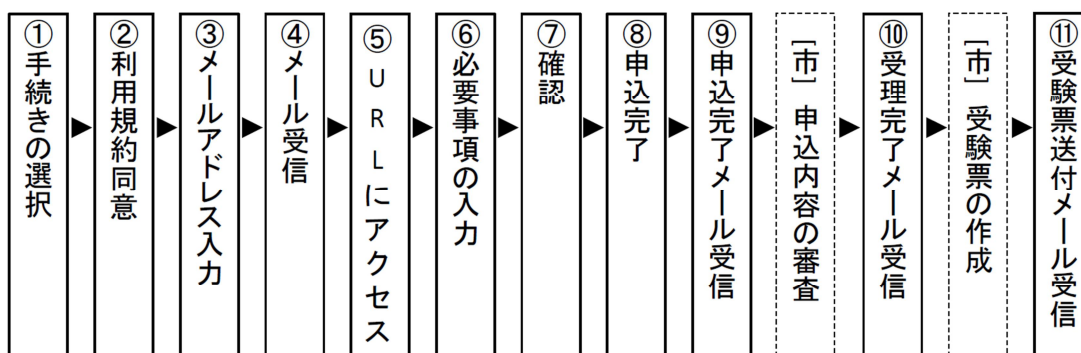 ①手続きの選択
②利用規約同意
③メールアドレス入力
④メール受信
⑤URLにアクセス
⑥必要事項の入力
⑦確認
⑧申込完了
⑨申込完了メール受信
[市] 申込内容の審査
⑩受理完了メール受信
[市] 受験票の作成
⑪受験票送付メール受信